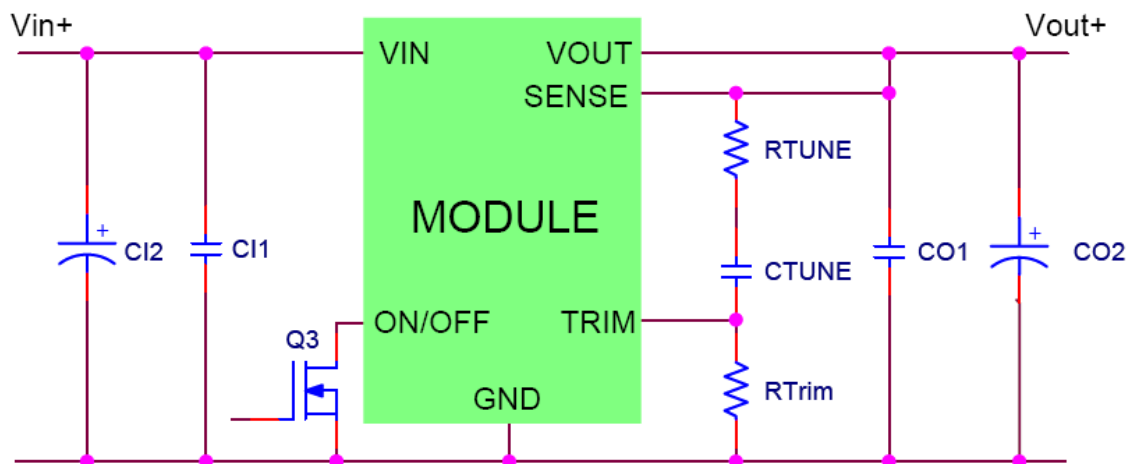 Vin+
Vout+
VIN
VOUT
SENSE
RTUNE
MODULE
+
CI2
CI1
CTUNE
CO1
+
CO2
ON/OFF
TRIM
Q3
RTrim
GND